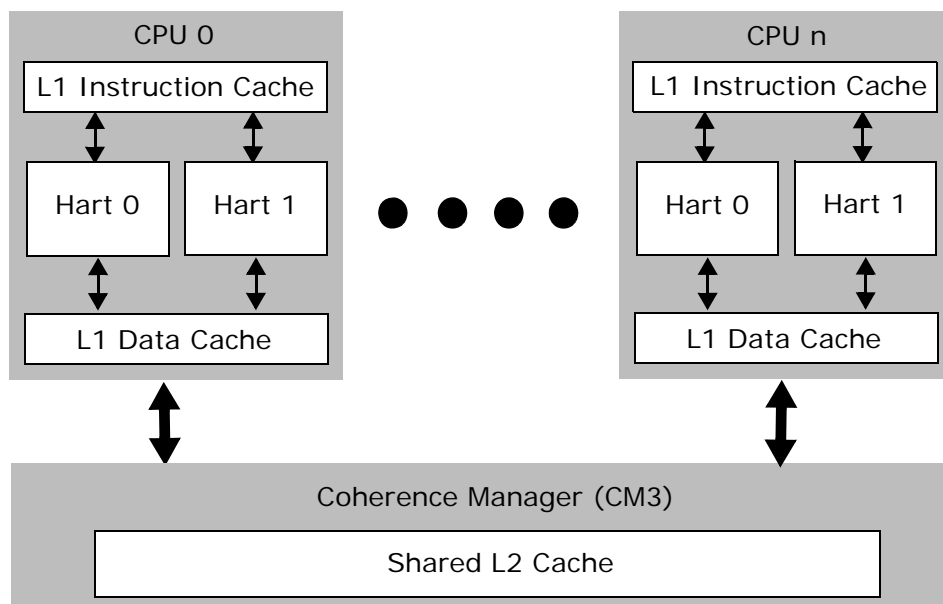 CPU 0
L1 Instruction Cache
Hart 0
Hart 1
L1 Data Cache
CPU n
L1 Instruction Cache
Hart 0
Hart 1
L1 Data Cache
Coherence Manager (CM3)
Shared L2 Cache